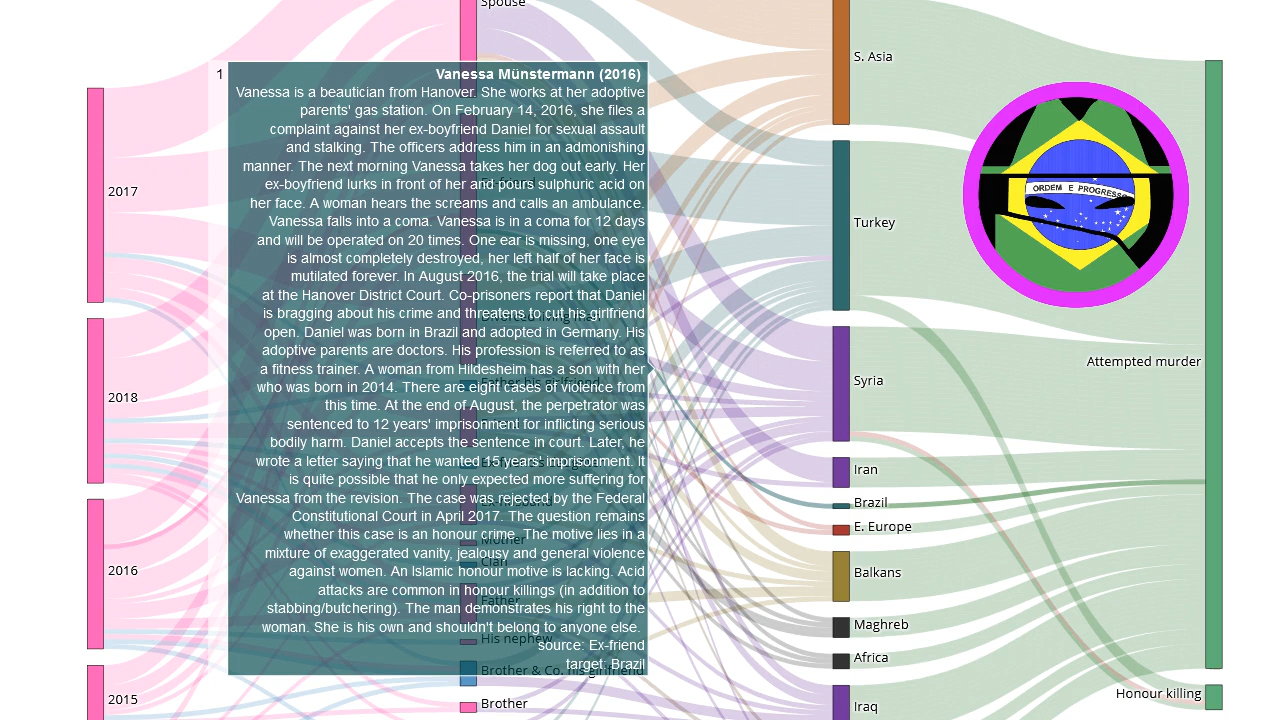 Spouse
1
Vanessa Münstermann (2016)
Vanessa is a beautician from Hanover. She works at her adoptive
parents' gas station. On February 14, 2016, she files a
complaint against her ex-boyfriend Daniel for sexual assault
and stalking. The officers address him in an admonishing
manner. The next morning Vanessa takes her dog out early. Her
ex-boyfriend lurks in front of her and pours sulphuric acid on
her face. A woman hears the screams and calls an ambulance.
Vanessa falls into a coma. Vanessa is in a coma for 12 days
and will be operated on 20 times. One ear is missing, one eye
is almost completely destroyed, her left half of her face is
mutilated forever. In August 2016, the trial will take place
at the Hanover District Court. Co-prisoners report that Daniel
is bragging about his crime and threatens to cut his girlfriend
open. Daniel was born in Brazil and adopted in Germany. His
adoptive parents are doctors. His profession is referred to as
a fitness trainer. A woman from Hildesheim has a son with her
who was born in 2014. There are eight cases of violence from
this time. At the end of August, the perpetrator was
sentenced to 12 years' imprisonment for inflicting serious
bodily harm. Daniel accepts the sentence in court. Later, he
wrote a letter saying that he wanted 15 years' imprisonment. It
is quite possible that he only expected more suffering for
Vanessa from the revision. The case was rejected by the Federal
Constitutional Court in April 2017. The question remains
whether this case is an honour crime. The motive lies in a
mixture of exaggerated vanity, jealousy and general violence
against women. An Islamic honour motive is lacking. Acid
attacks are common in honour killings (in addition to
stabbing/butchering). The man demonstrates his right to the
woman. She is his own and shouldn't belong to anyone else.
source: Ex-friend
target: Brazil
2017
2018
2016
2015
Father his girlfriend
Ex-husband
Mother
Clan
Father
His nephew
Brother & Co. his girlfriend
Brother
S. Asia
Turkey
Syria
Iran
Brazil
E. Europe
Balkans
Maghreb
Africa
Iraq
ORDEM E PROGRESSO
Attempted murder
Honour killing